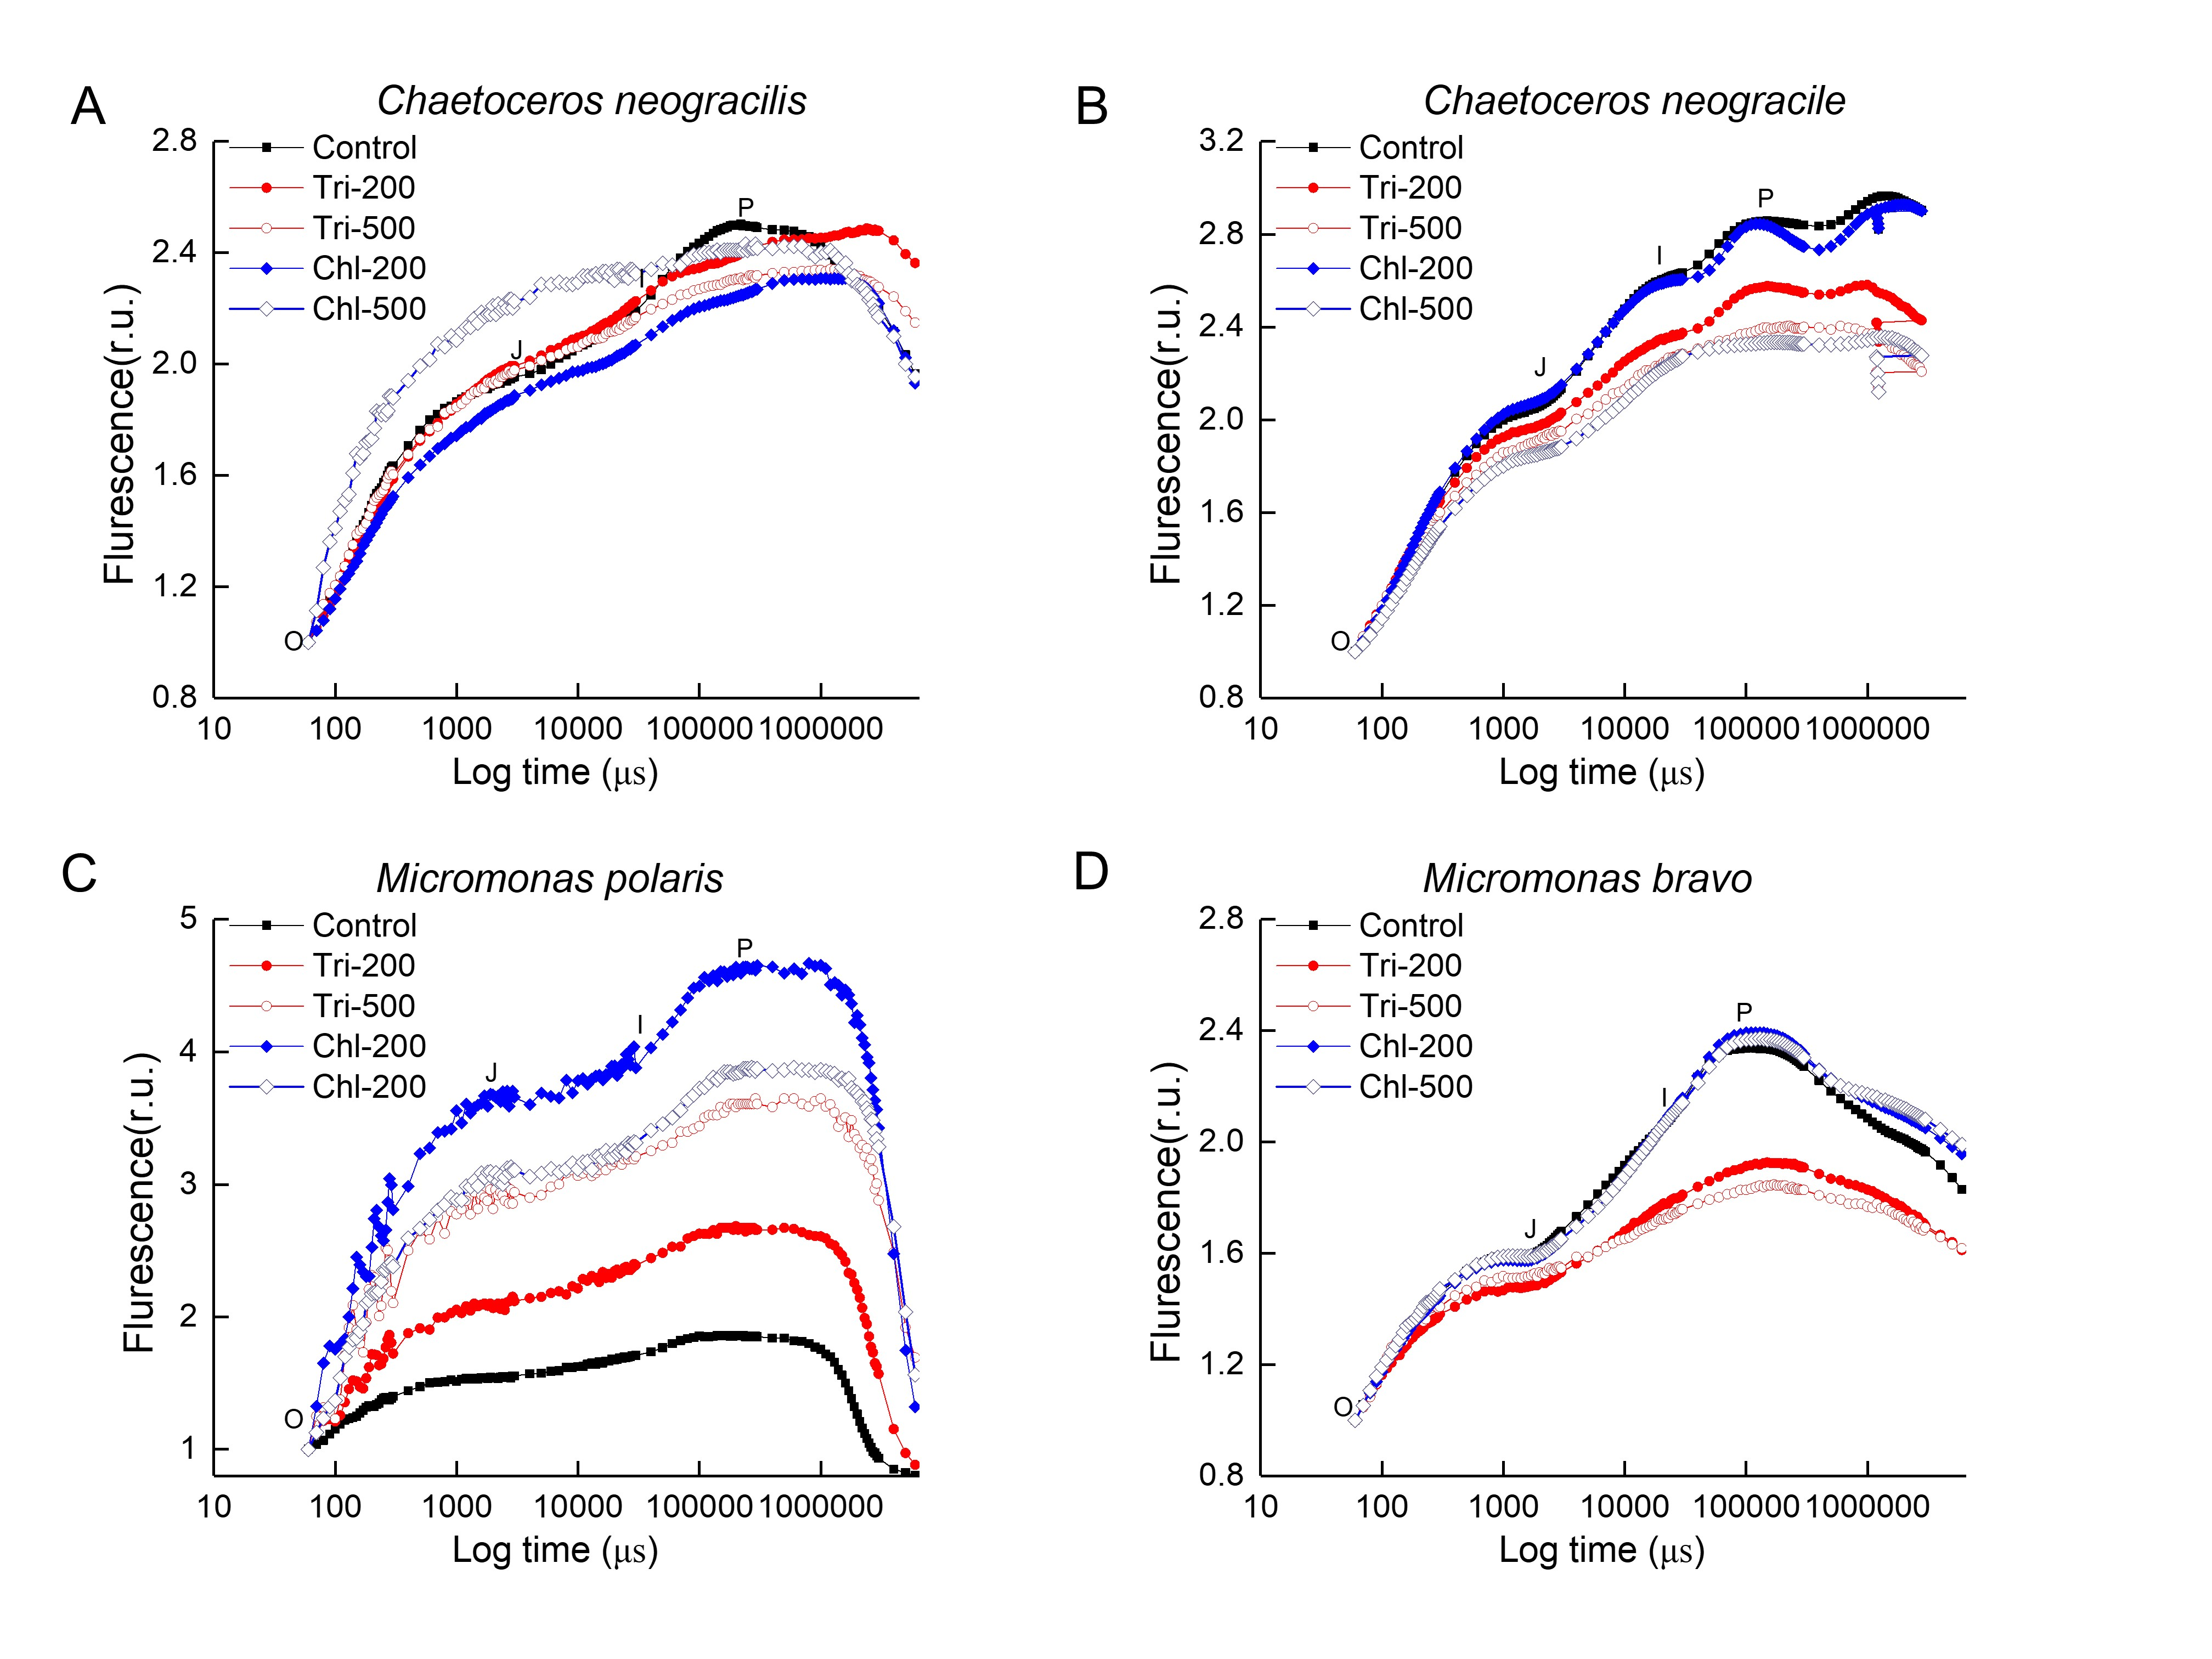 A
Chaetoceros neogracilis
2.8
2.4
2.0
1.6
1.2
0.8
Flurescence(r.u.)
Control
Tri-200
Tri-500
Chl-200
Chl-500
O
J
I
P
10 100 1000 10000 100000 1000000
Log time (μs)
B
Chaetoceros neogracile
3.2
2.8
2.4
2.0
1.6
1.2
0.8
Flurescence(r.u.)
Control
Tri-200
Tri-500
Chl-200
Chl-500
O
J
I
P
10 100 1000 10000 100000 1000000
Log time (μs)
C
Micromonas polaris
5
4
3
2
1
Flurescence(r.u.)
Control
Tri-200
Tri-500
Chl-200
Chl-200
O
J
I
P
10 100 1000 10000 100000 1000000
Log time (μs)
D
Micromonas bravo
2.8
2.4
2.0
1.6
1.2
0.8
Flurescence(r.u.)
Control
Tri-200
Tri-500
Chl-200
Chl-500
O
J
I
P
10 100 1000 10000 100000 1000000
Log time (μs)